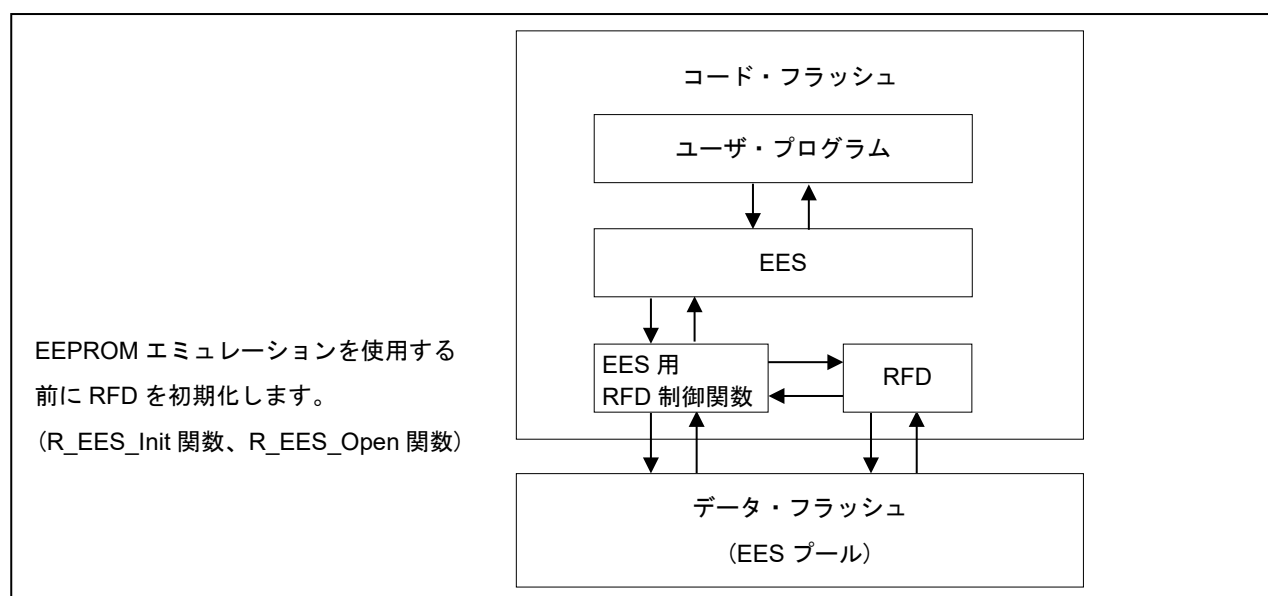 コード・フラッシュ
ユーザ・プログラム
EES
EES 用
RFD 制御関数
RFD
EEPROM エミュレーションを使用する
前に RFD を初期化します。
（R_EES_Init 関数、R_EES_Open 関数）
データ・フラッシュ
（EES プール）